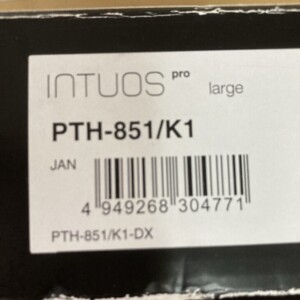 INTUOS pro large
PTH-851/K1
JAN
4 949268 304771
PTH-851/K1-DX